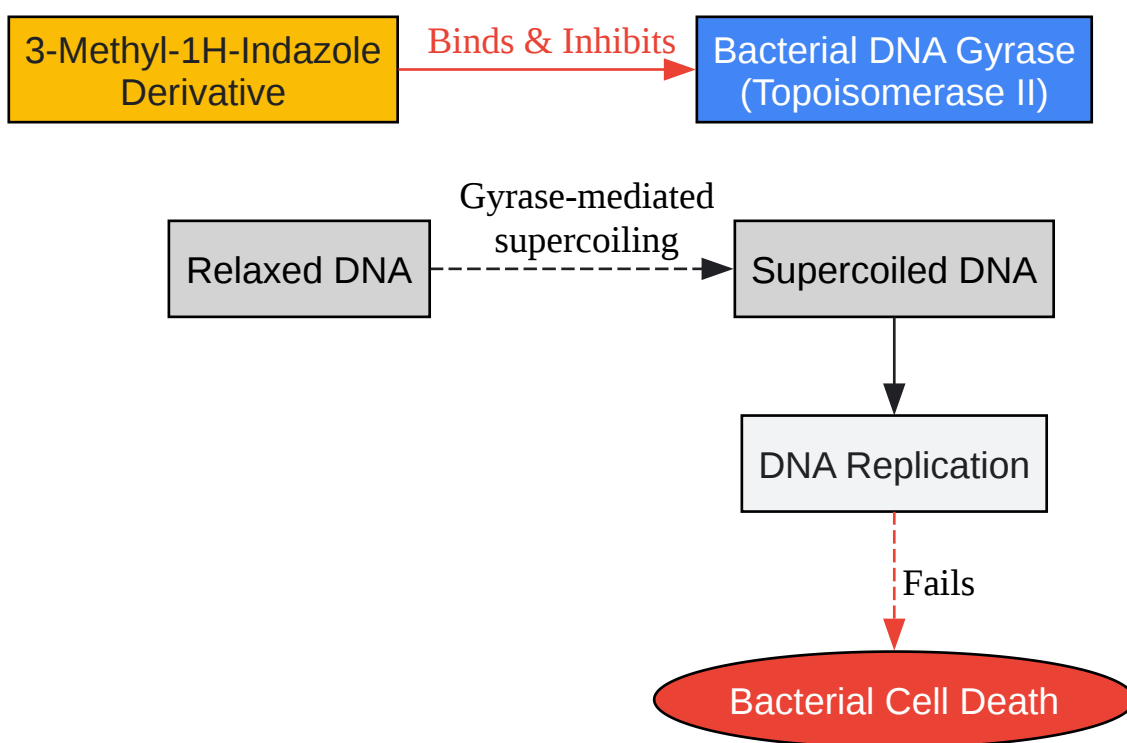 3-Methyl-1H-Indazole
Derivative
Binds & Inhibits
Bacterial DNA Gyrase
(Topoisomerase II)
Gyrase-mediated
supercoiling
Relaxed DNA
Supercoiled DNA
DNA Replication
Fails
Bacterial Cell Death